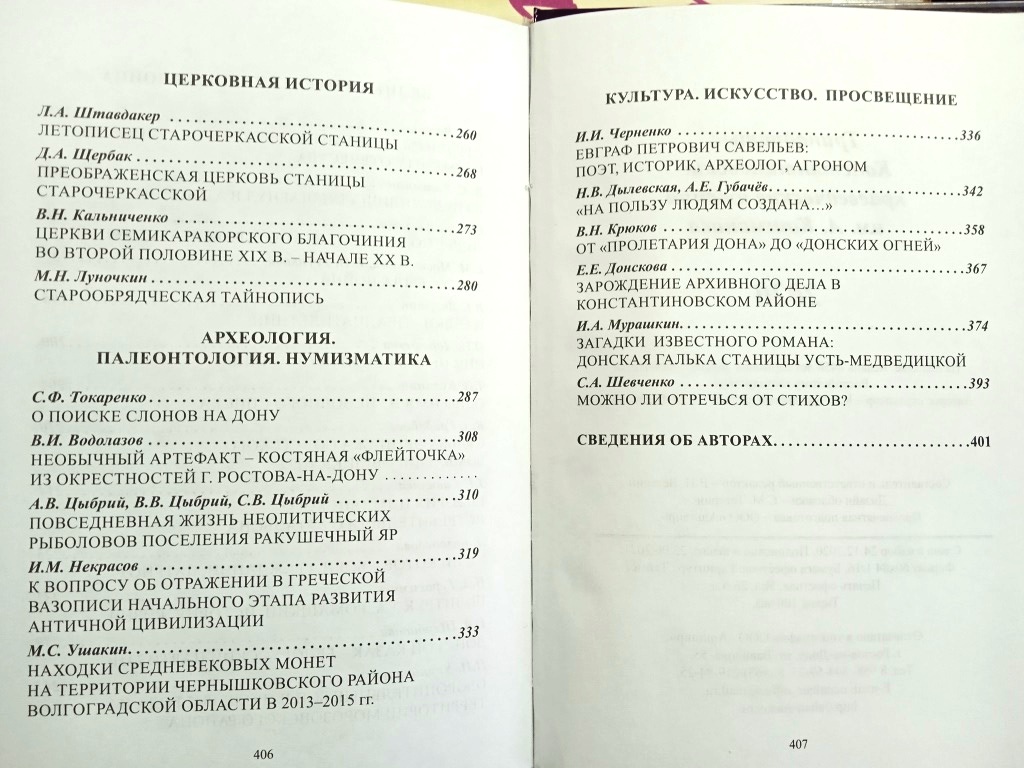 ЦЕРКОВНАЯ ИСТОРИЯ
Л.А. Штавдакер ........ 260
ЛЕТОПИСЕЦ СТАРОЧЕРКАССКОЙ СТАНИЦЫ
Д.А. Щербак ........ 268
ПРЕОБРАЖЕНСКАЯ ЦЕРКОВЬ СТАНИЦЫ
СТАРОЧЕРКАССКОЙ
В.Н. Кальниченко ........ 273
ЦЕРКВИ СЕМИКАРАКОРСКОГО БЛАГОЧИНИЯ
ВО ВТОРОЙ ПОЛОВИНЕ XIX В. – НАЧАЛЕ XX В.
М.Н. Луночкин ........ 280
СТАРООБРЯДЧЕСКАЯ ТАЙНОПИСЬ
АРХЕОЛОГИЯ.
ПАЛЕОНТОЛОГИЯ. НУМИЗМАТИКА
С.Ф. Токаренко ........ 287
О ПОИСКЕ СЛОНОВ НА ДОНУ
В.И. Водолазов ........ 308
НЕОБЫЧНЫЙ АРТЕФАКТ – КОСТЯНАЯ «ФЛЕЙТОЧКА»
ИЗ ОКРЕСТНОСТЕЙ Г. РОСТОВА-НА-ДОНУ ........
А.В. Цыбрий, В.В. Цыбрий, С.В. Цыбрий ........ 310
ПОВСЕДНЕВНАЯ ЖИЗНЬ НЕОЛИТИЧЕСКИХ
РЫБОЛОВОВ ПОСЕЛЕНИЯ РАКУШЕЧНЫЙ ЯР
И.М. Некрасов ........ 319
К ВОПРОСУ ОБ ОТРАЖЕНИИ В ГРЕЧЕСКОЙ
ВАЗОПИСИ НАЧАЛЬНОГО ЭТАПА РАЗВИТИЯ
АНТИЧНОЙ ЦИВИЛИЗАЦИИ
М.С. Ушакин ........ 333
НАХОДКИ СРЕДНЕВЕКОВЫХ МОНЕТ
НА ТЕРРИТОРИИ ЧЕРНЫШКОВСКОГО РАЙОНА
ВОЛГОГРАДСКОЙ ОБЛАСТИ В 2013–2015 гг.
406
КУЛЬТУРА. ИСКУССТВО. ПРОСВЕЩЕНИЕ
И.И. Черненко ........ 336
ЕВГРАФ ПЕТРОВИЧ САВЕЛЬЕВ:
ПОЭТ, ИСТОРИК, АРХЕОЛОГ, АГРОНОМ
Н.В. Дылевская, А.Е. Губачёв ........ 342
«НА ПОЛЬЗУ ЛЮДЯМ СОЗДАНА...»
В.Н. Крюков ........ 358
ОТ «ПРОЛЕТАРИЯ ДОНА» ДО «ДОНСКИХ ОГНЕЙ»
Е.Е. Донскова ........ 367
ЗАРОЖДЕНИЕ АРХИВНОГО ДЕЛА В
КОНСТАНТИНОВСКОМ РАЙОНЕ
И.А. Мурашкин ........ 374
ЗАГАДКИ ИЗВЕСТНОГО РОМАНА:
ДОНСКАЯ ГАЛЬКА СТАНИЦЫ УСТЬ-МЕДВЕДИЦКОЙ
С.А. Шевченко ........ 393
МОЖНО ЛИ ОТРЕЧЬСЯ ОТ СТИХОВ?
СВЕДЕНИЯ ОБ АВТОРАХ ........ 401
407